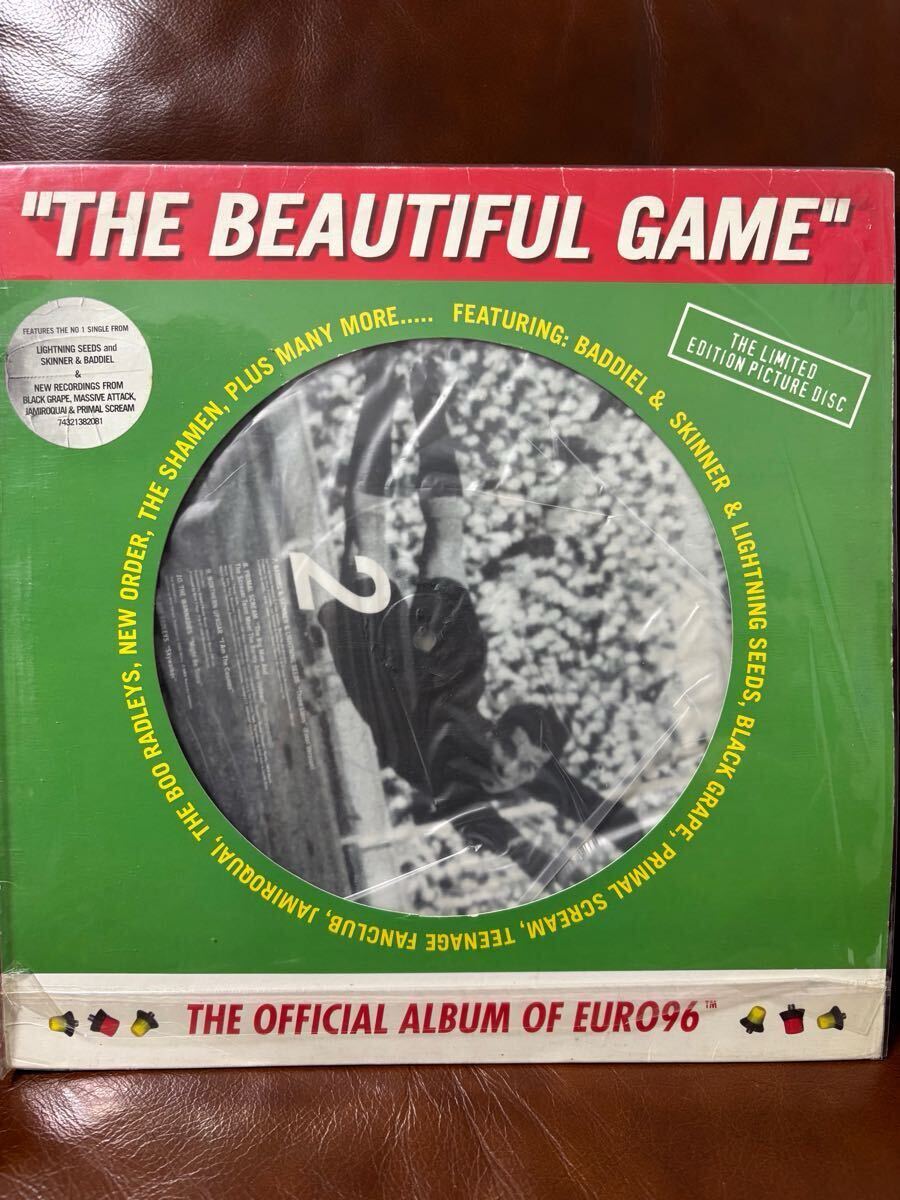 "THE BEAUTIFUL GAME"
FEATURES THE NO 1 SINGLE FROM
LIGHTNING SEEDS and
SKINNER & BADDIEL
&
NEW RECORDINGS FROM
BLACK GRAPE, MASSIVE ATTACK,
JAMIROQUAI & PRIMAL SCREAM
74321382081
THE LIMITED
EDITION PICTURE DISC
FEATURING: BADDIEL & SKINNER & LIGHTNING SEEDS, BLACK GRAPE, PRIMAL SCREAM, TEENAGE FANCLUB, JAMIROQUAI, THE BOO RADLEYS, NEW ORDER, THE SHAMEN, PLUS MANY MORE.....
2
8. PRIMAL SCREAM
THE OFFICIAL ALBUM OF EURO96™